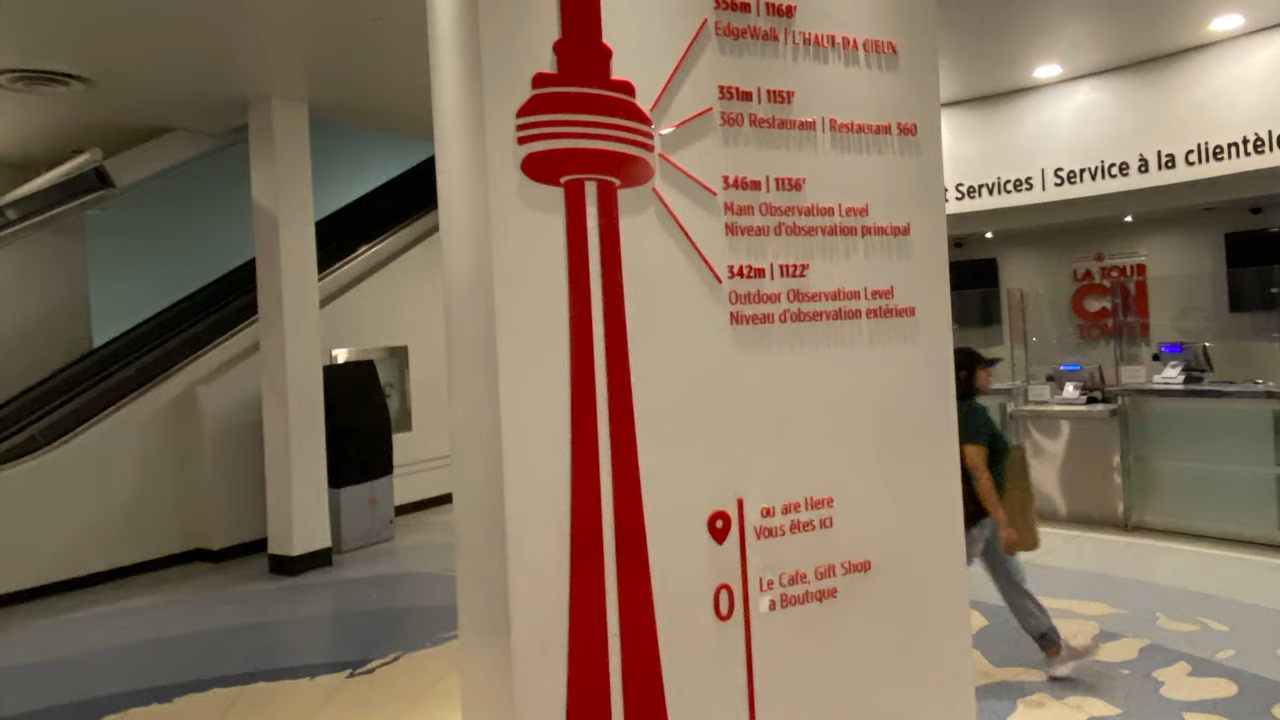 356m | 1168'
EdgeWalk | L'HAUT-DA CIEUX
351m | 1151'
360 Restaurant | Restaurant 360
346m | 1136'
Main Observation Level
Niveau d'observation principal
342m | 1122'
Outdoor Observation Level
Niveau d'observation extérieur
ou are Here
Vous êtes ici
0
Le Cafe, Gift Shop
a Boutique
t Services | Service à la clientèle
LA TOUR
CN
TOWER